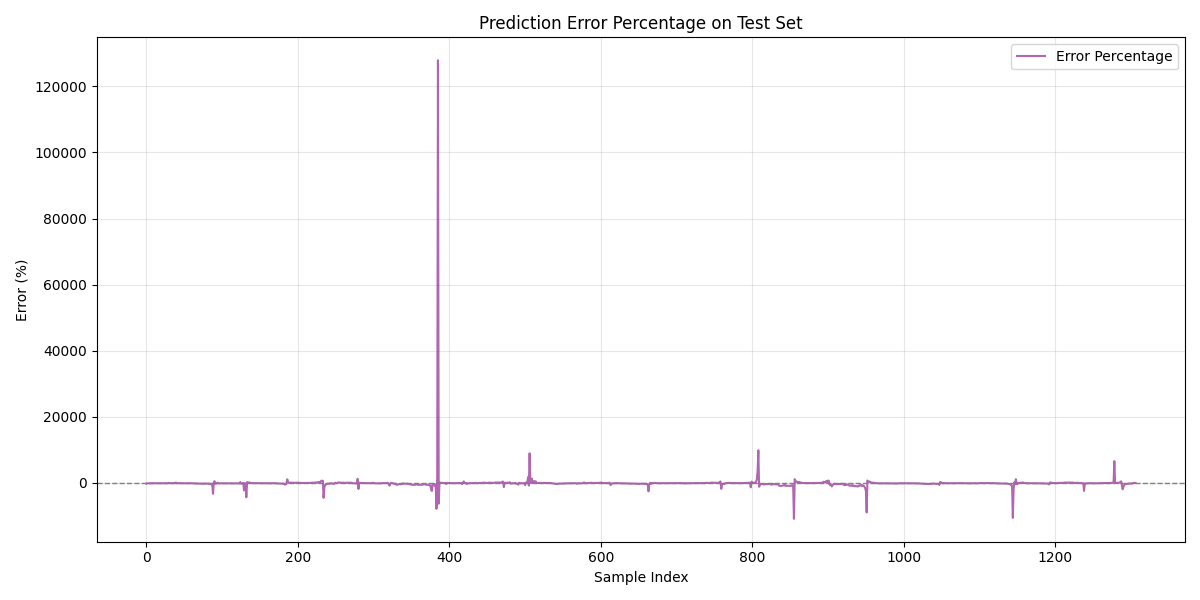 Prediction Error Percentage on Test Set
Error Percentage
120000
100000
80000
60000
40000
20000
0
Error (%)
0 200 400 600 800 1000 1200
Sample Index